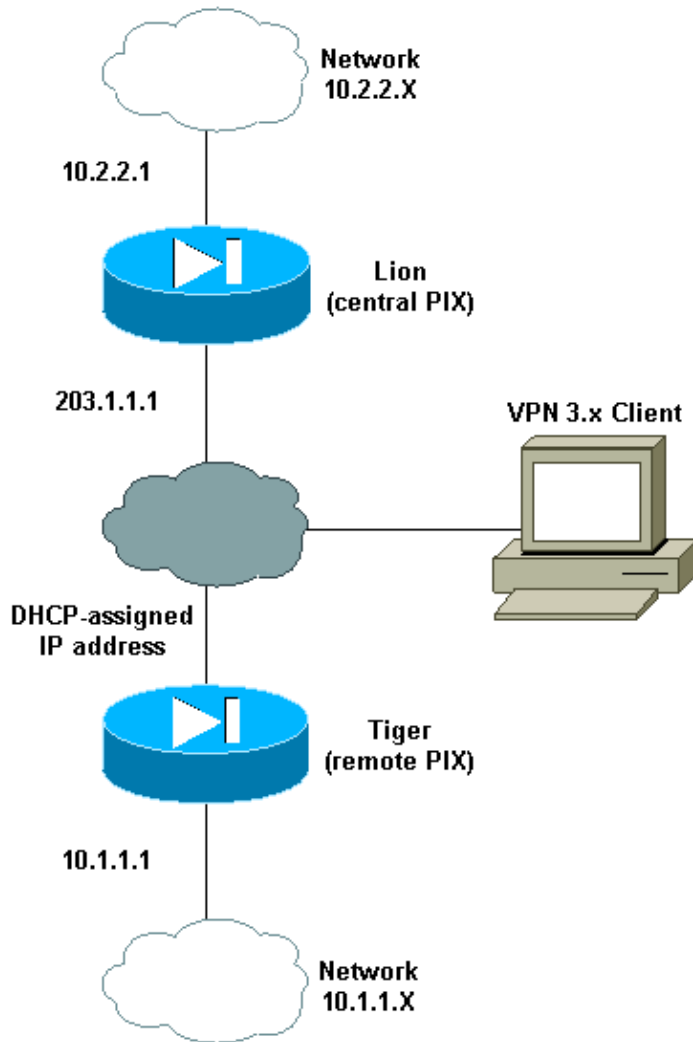 Network
10.2.2.X
10.2.2.1
Lion
(central PIX)
203.1.1.1
VPN 3.x Client
DHCP-assigned
IP address
Tiger
(remote PIX)
10.1.1.1
Network
10.1.1.X